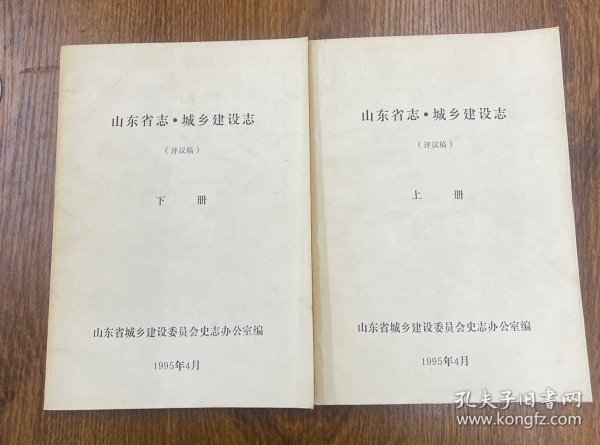 山东省志·城乡建设志
（评议稿）
下 册
山东省城乡建设委员会史志办公室编
1995年4月
山东省志·城乡建设志
（评议稿）
上 册
山东省城乡建设委员会史志办公室编
1995年4月
孔夫子旧书网
www.kongfz.com